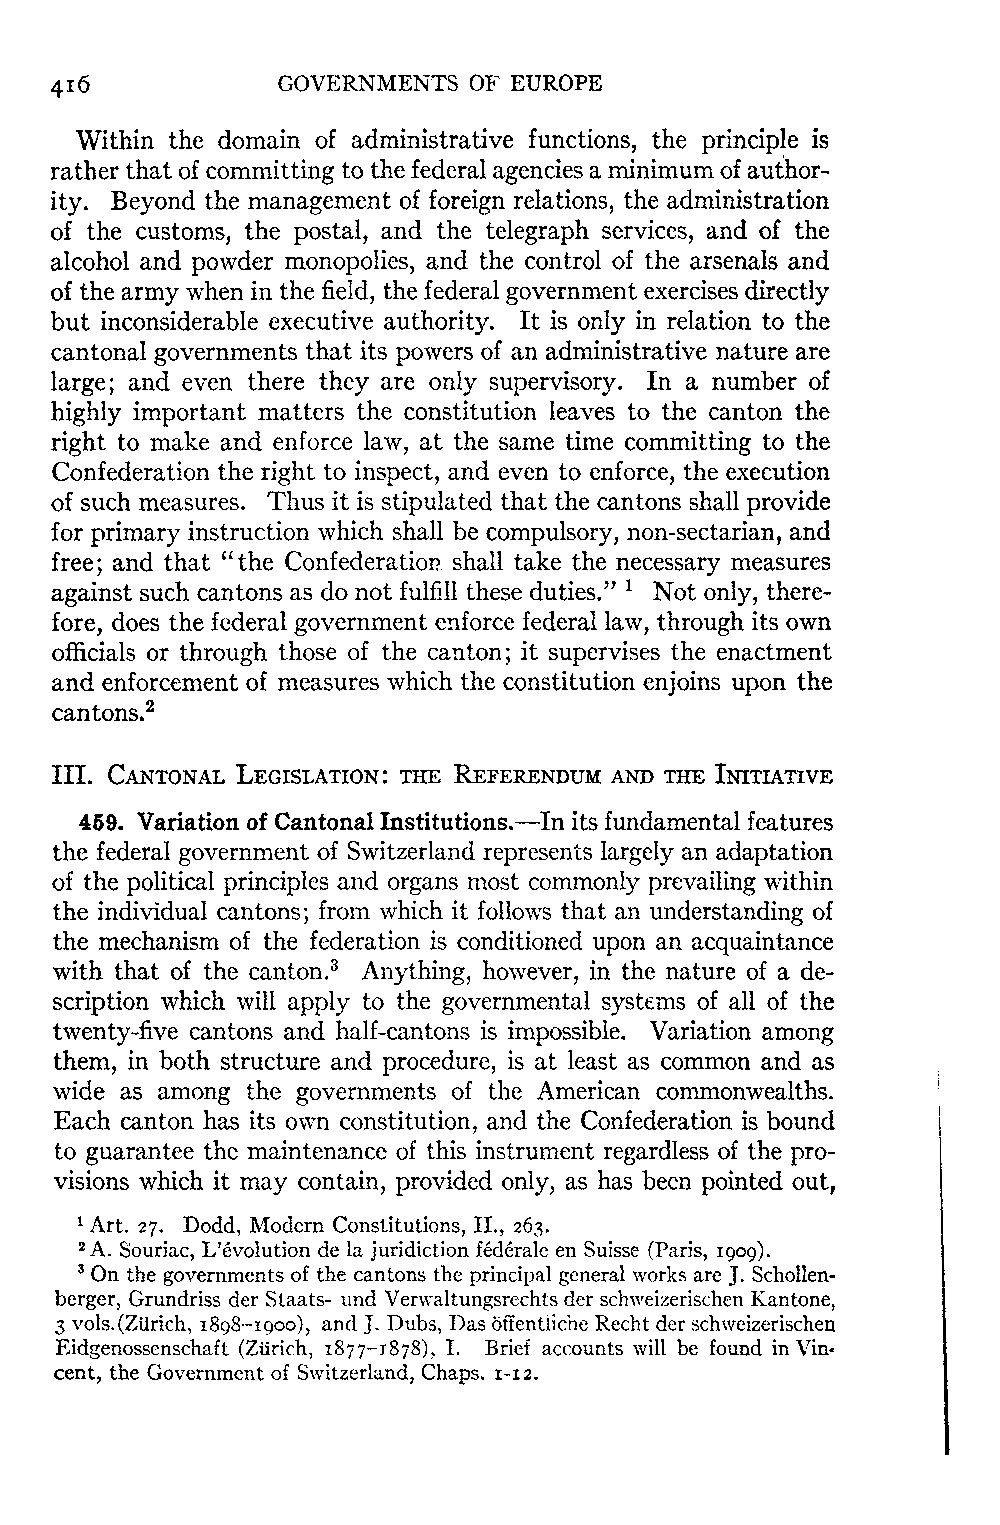 416 GOVERNMENTS OF EUROPE
Within the domain of administrative functions, the principle is
rather that of committing to the federal agencies a minimum of author-
ity. Beyond the management of foreign relations, the administration
of the customs, the postal, and the telegraph services, and of the
alcohol and powder monopolies, and the control of the arsenals and
of the army when in the field, the federal government exercises directly
but inconsiderable executive authority. It is only in relation to the
cantonal governments that its powers of an administrative nature are
large; and even there they are only supervisory. In a number of
highly important matters the constitution leaves to the canton the
right to make and enforce law, at the same time committing to the
Confederation the right to inspect, and even to enforce, the execution
of such measures. Thus it is stipulated that the cantons shall provide
for primary instruction which shall be compulsory, non-sectarian, and
free; and that “the Confederation shall take the necessary measures
against such cantons as do not fulfill these duties.” ¹ Not only, there-
fore, does the federal government enforce federal law, through its own
officials or through those of the canton; it supervises the enactment
and enforcement of measures which the constitution enjoins upon the
cantons.²
III. CANTONAL LEGISLATION: THE REFERENDUM AND THE INITIATIVE
459. Variation of Cantonal Institutions.—In its fundamental features
the federal government of Switzerland represents largely an adaptation
of the political principles and organs most commonly prevailing within
the individual cantons; from which it follows that an understanding of
the mechanism of the federation is conditioned upon an acquaintance
with that of the canton.³ Anything, however, in the nature of a de-
scription which will apply to the governmental systems of all of the
twenty-five cantons and half-cantons is impossible. Variation among
them, in both structure and procedure, is at least as common and as
wide as among the governments of the American commonwealths.
Each canton has its own constitution, and the Confederation is bound
to guarantee the maintenance of this instrument regardless of the pro-
visions which it may contain, provided only, as has been pointed out,
¹ Art. 27. Dodd, Modern Constitutions, II., 263.
² A. Souriac, L'évolution de la juridiction fédérale en Suisse (Paris, 1909).
³ On the governments of the cantons the principal general works are J. Schollen-
berger, Grundriss der Staats- und Verwaltungsrechts der schweizerischen Kantone,
3 vols.(Zürich, 1898–1900), and J. Dubs, Das öffentliche Recht der schweizerischen
Eidgenossenschaft (Zürich, 1877–1878), I. Brief accounts will be found in Vin-
cent, the Government of Switzerland, Chaps. 1-12.